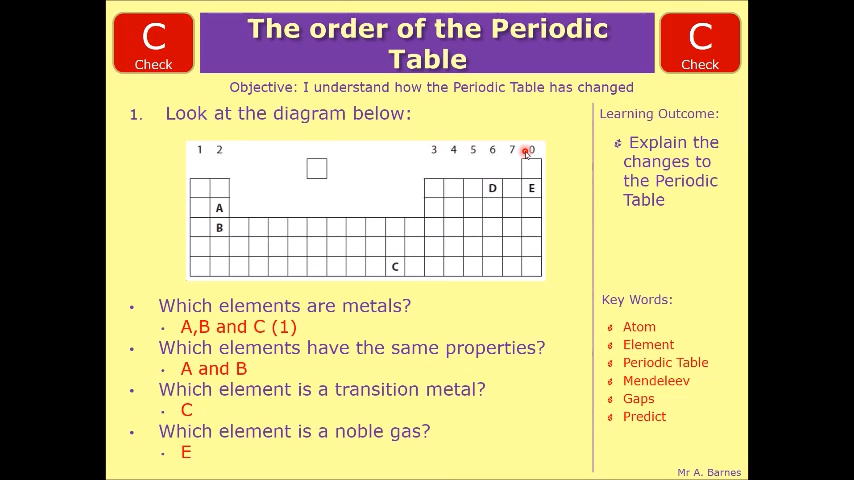 C
Check
The order of the Periodic
Table
C
Check
Objective: I understand how the Periodic Table has changed
1. Look at the diagram below:
1 2 3 4 5 6 7 0
D E
A
B
C
• Which elements are metals?
• A,B and C (1)
• Which elements have the same properties?
• A and B
• Which element is a transition metal?
• C
• Which element is a noble gas?
• E
Learning Outcome:
Explain the
changes to
the Periodic
Table
Key Words:
Atom
Element
Periodic Table
Mendeleev
Gaps
Predict
Mr A. Barnes